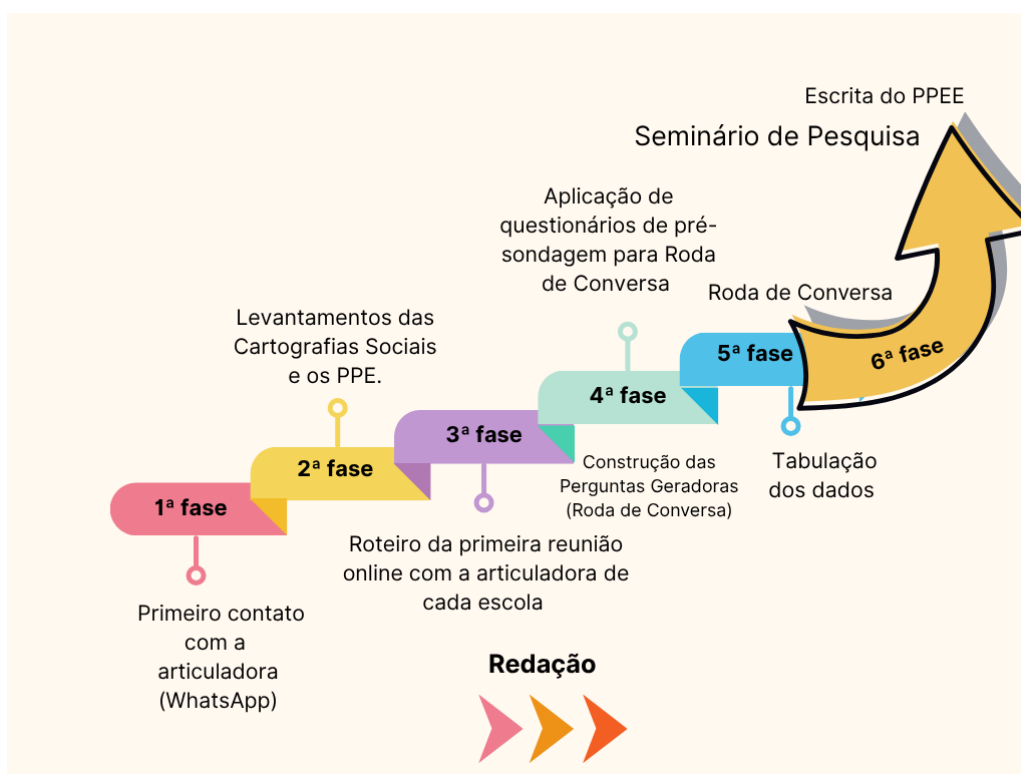 Escrita do PPEE
Seminário de Pesquisa
Aplicação de
questionários de pré-
sondagem para Roda
de Conversa
Roda de Conversa
Levantamentos das
Cartografias Sociais
e os PPE.
1ª fase
2ª fase
3ª fase
4ª fase
5ª fase
6ª fase
Construção das
Perguntas Geradoras
(Roda de Conversa)
Tabulação
dos dados
Roteiro da primeira reunião
online com a articuladora de
cada escola
Primeiro contato
com a
articuladora
(WhatsApp)
Redação